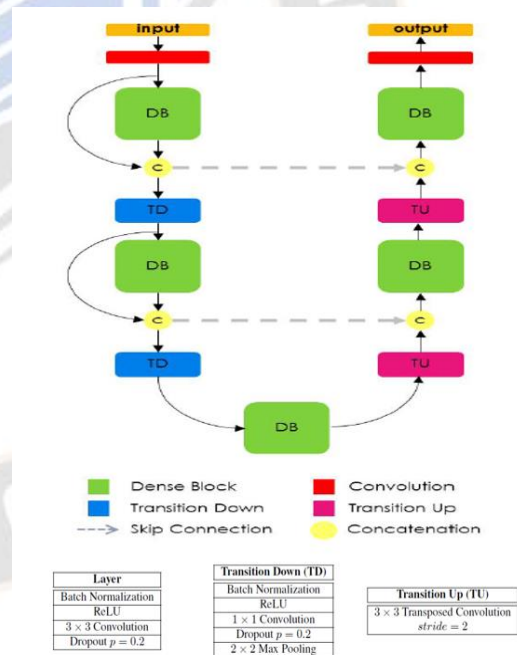 input output
DB DB
C C
TD TU
DB DB
C C
TD TU
DB
Dense Block Convolution
Transition Down Transition Up
Skip Connection Concatenation
Layer
Batch Normalization
ReLU
3 × 3 Convolution
Dropout p = 0.2
Transition Down (TD)
Batch Normalization
ReLU
1 × 1 Convolution
Dropout p = 0.2
2 × 2 Max Pooling
Transition Up (TU)
3 × 3 Transposed Convolution
stride = 2